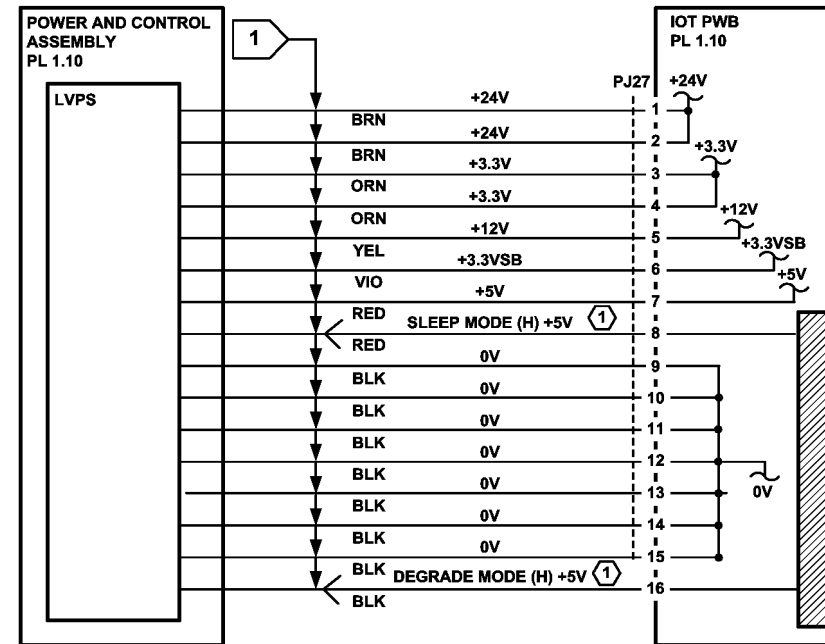 POWER AND CONTROL
ASSEMBLY
PL 1.10
1
IOT PWB
PL 1.10
LVPS
PJ27
+24V
+24V
1
BRN
+24V
2
+3.3V
BRN
+3.3V
3
ORN
+3.3V
4
ORN
+12V
+12V
5
YEL
+3.3VSB
+3.3VSB
6
VIO
+5V
+5V
7
RED
SLEEP MODE (H) +5V
1
8
RED
0V
9
BLK
0V
10
BLK
0V
11
BLK
0V
12
BLK
0V
13
0V
BLK
0V
14
BLK
0V
15
BLK
DEGRADE MODE (H) +5V
1
16
BLK